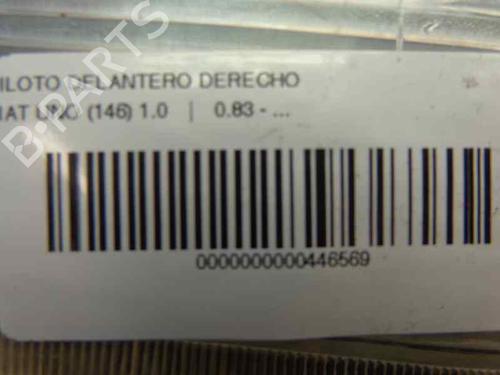 ILOTO DELANTERO DERECHO
IAT UNO (146) 1.0 | 0.83 - ...
0000000000446569
B-PARTS